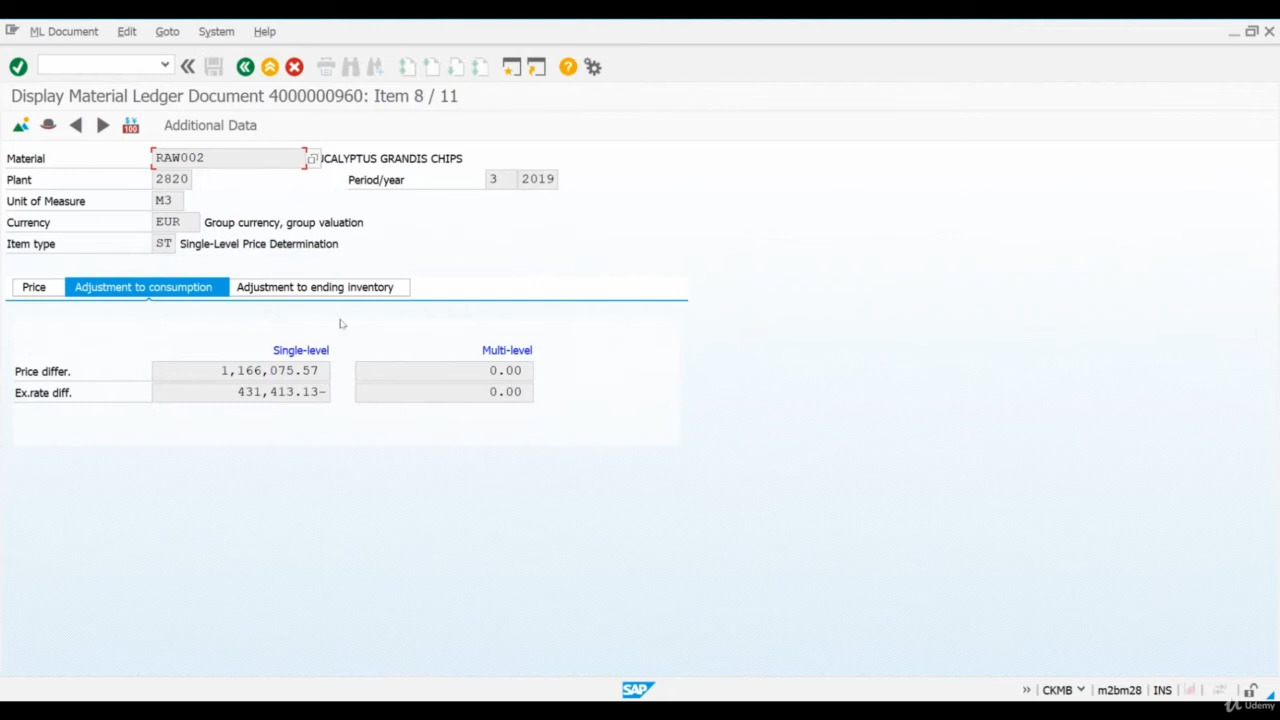 ML Document Edit Goto System Help
Display Material Ledger Document 4000000960: Item 8 / 11
100 Additional Data
Material RAW002 UCALYPTUS GRANDIS CHIPS
Plant 2820 Period/year 3 2019
Unit of Measure M3
Currency EUR Group currency, group valuation
Item type ST Single-Level Price Determination
Price Adjustment to consumption Adjustment to ending inventory
Single-level Multi-level
Price differ. 1,166,075.57 0.00
Ex.rate diff. 431,413.13- 0.00
SAP CKMB m2bm28 INS
Udemy